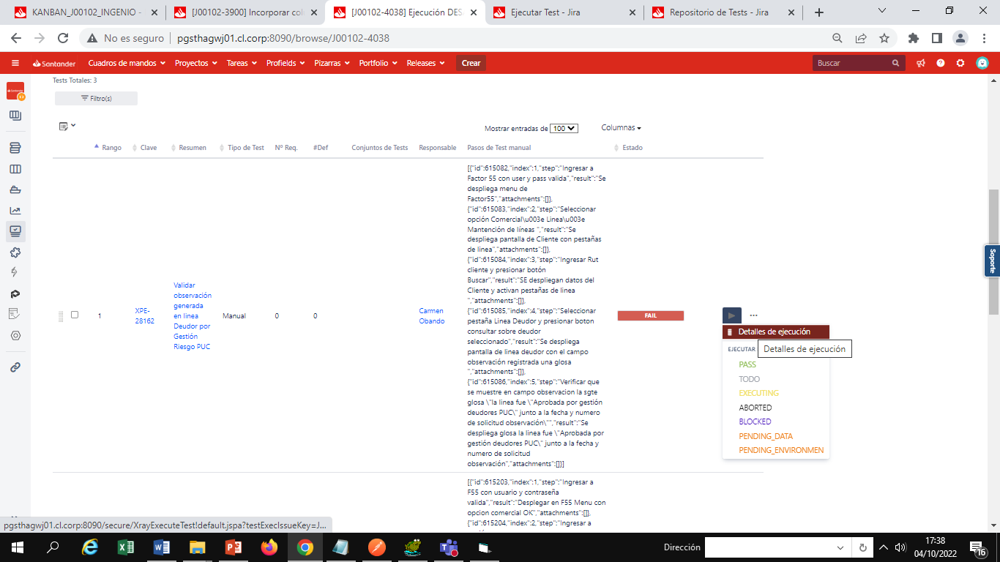 KANBAN_J00102_INGENIO -
[J00102-3900] Incorporar col
[J00102-4038] Ejecución DES
Ejecutar Test - Jira
Repositorio de Tests - Jira
No es seguro
pgsthagwj01.cl.corp:8090/browse/J00102-4038
Santander
Cuadros de mandos
Proyectos
Tareas
Profields
Pizarras
Portfolio
Releases
Crear
Buscar
Tests Totales: 3
Filtro(s)
Mostrar entradas de 100
Columnas
Rango
Clave
Resumen
Tipo de Test
Nº Req.
#Def
Conjuntos de Tests
Responsable
Pasos de Test manual
Estado
1
XPE-
28162
Validar
observación
generada
en linea
Deudor por
Gestión
Riesgo PUC
Manual
0
0
Carmen
Obando
[{"id":615082,"index":1,"step":"Ingresar a
Factor 55 con user y pass valida","result":"Se
despliega menu de
Factor55","attachments":[]},
{"id":615083,"index":2,"step":"Seleccionar
opción Comercial\u003e Linea\u003e
Mantención de líneas ","result":"Se
despliega pantalla de Cliente con pestañas
de linea","attachments":[]},
{"id":615084,"index":3,"step":"Ingresar Rut
cliente y presionar botón
Buscar","result":"SE despliegan datos del
Cliente y activan pestañas de linea
","attachments":[]},
{"id":615085,"index":4,"step":"Seleccionar
pestaña Linea Deudor y presionar boton
consultar sobre deudor
seleccionado","result":"Se despliega
pantalla de linea deudor con el campo
observación registrada una glosa
","attachments":[]},
{"id":615086,"index":5,"step":"Verificar que
se muestre en campo observacion la sgte
glosa \"la linea fue \"Aprobada por gestión
deudores PUC\" junto a la fecha y numero
de solicitud observación\"","result":"Se
despliega glosa la linea fue \"Aprobada por
gestión deudores PUC\" junto a la fecha y
numero de solicitud
observación","attachments":[]}]
FAIL
Detalles de ejecución
EJECUTAR
Detalles de ejecución
PASS
TODO
EXECUTING
ABORTED
BLOCKED
PENDING_DATA
PENDING_ENVIRONMEN
Soporte
[{"id":615203,"index":1,"step":"Ingresar a
F55 con usuario y contraseña
valida","result":"Desplegar en F55 Menu con
opcion comercial OK","attachments":[]},
{"id":615204,"index":2,"step":"Ingresar a
pgsthagwj01.cl.corp:8090/secure/XrayExecuteTest!default.jspa?testExecIssueKey=J...
Dirección
17:38
04/10/2022
16